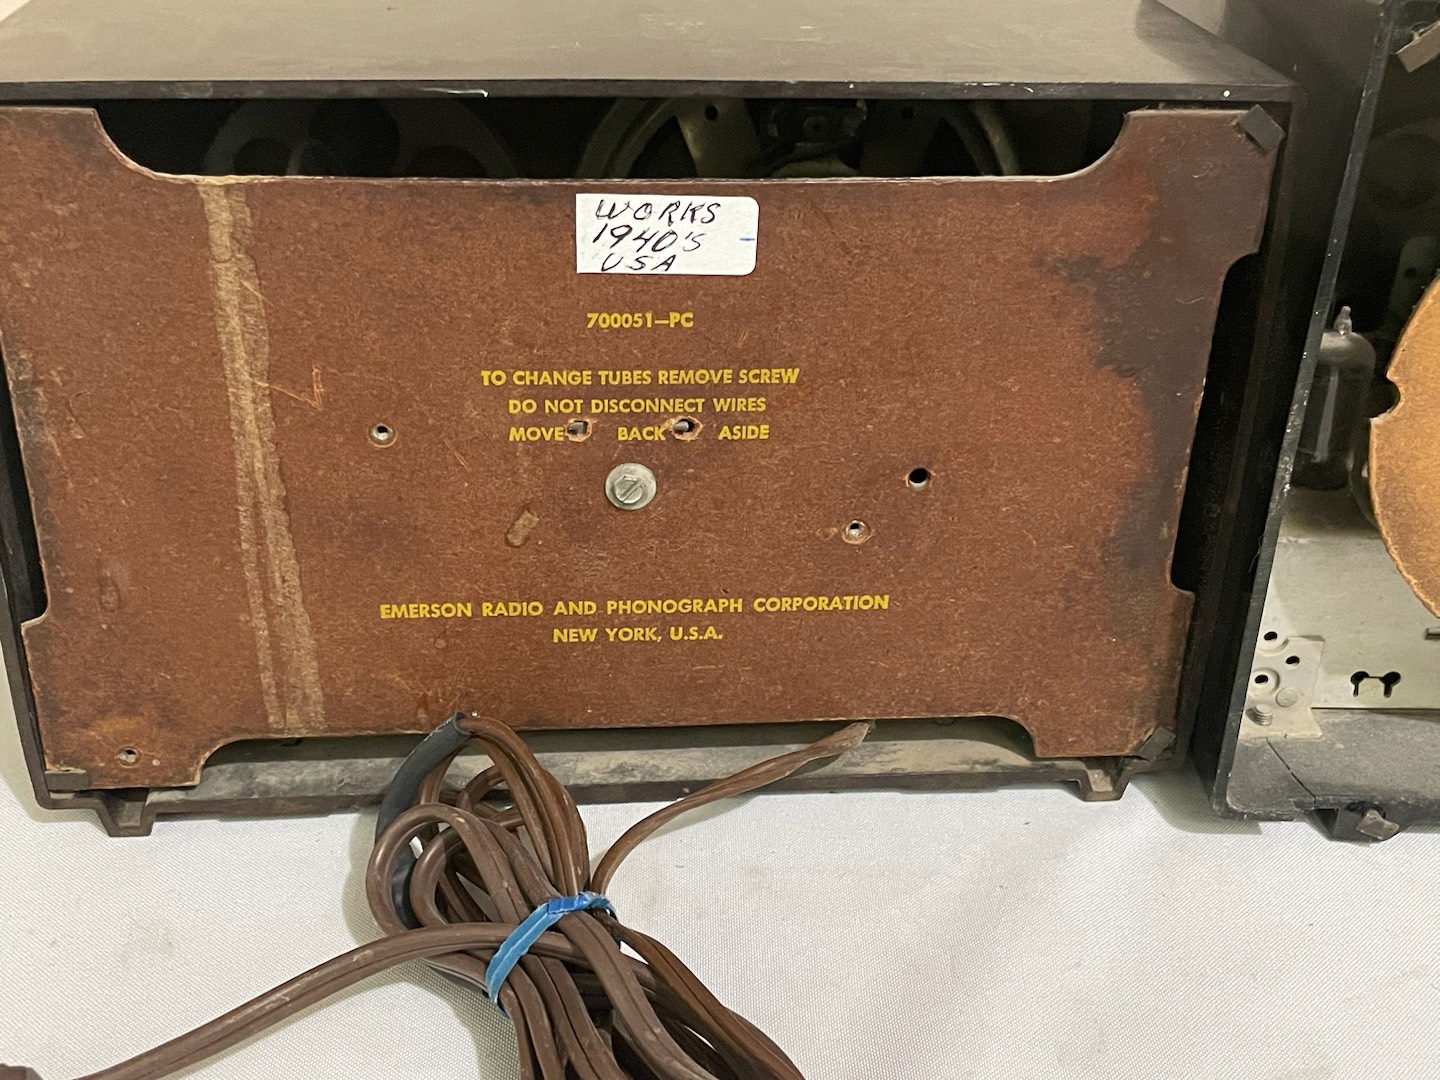 WORKS
1940'S
USA
700051—PC
TO CHANGE TUBES REMOVE SCREW
DO NOT DISCONNECT WIRES
MOVE BACK ASIDE
EMERSON RADIO AND PHONOGRAPH CORPORATION
NEW YORK, U.S.A.